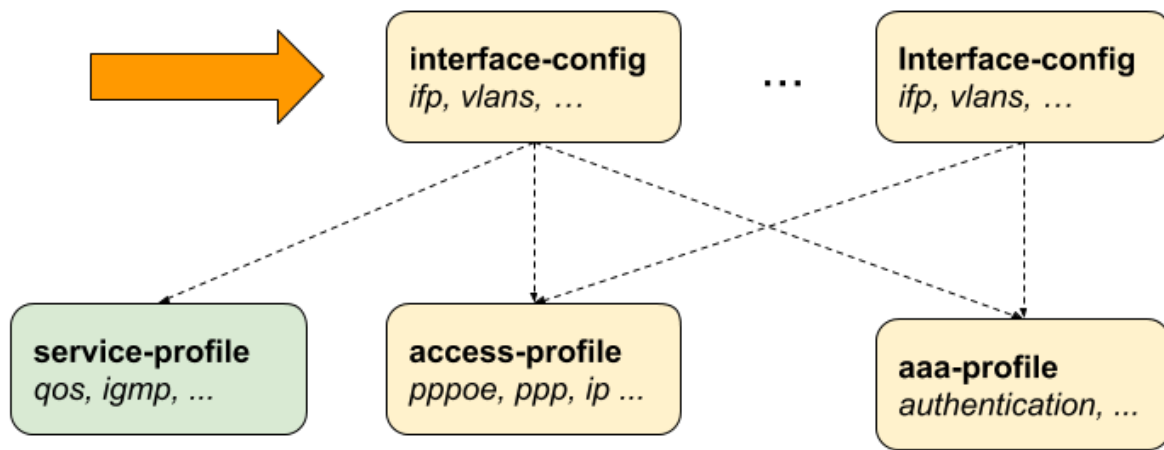 interface-config
ifp, vlans, …
...
Interface-config
ifp, vlans, …
service-profile
qos, igmp, ...
access-profile
pppoe, ppp, ip ...
aaa-profile
authentication, ...